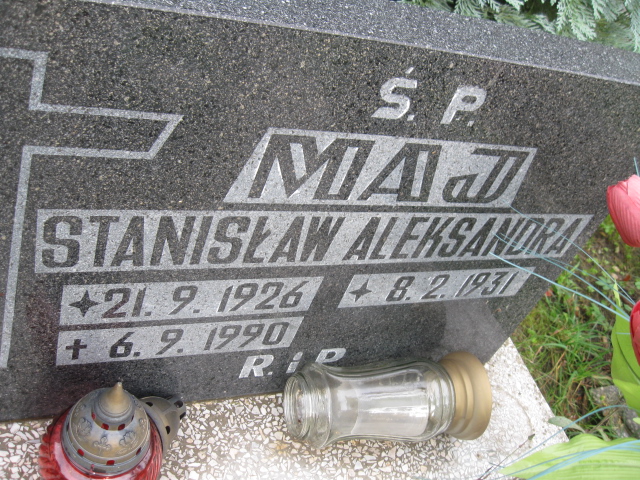 Ś. P.
MAJ
STANISŁAW ALEKSANDRA
21. 9. 1926 8. 2. 1931
6. 9. 1990
R. i P.